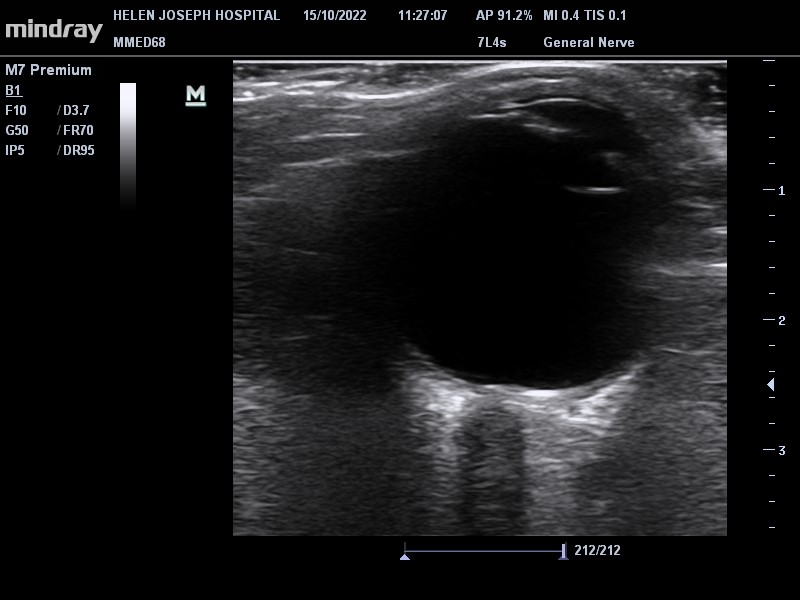 mindray
HELEN JOSEPH HOSPITAL 15/10/2022 11:27:07 AP 91.2% MI 0.4 TIS 0.1
MMED68 7L4s General Nerve
M7 Premium
B1
F10 / D3.7
G50 / FR70
IP5 / DR95
M
1
2
3
212/212